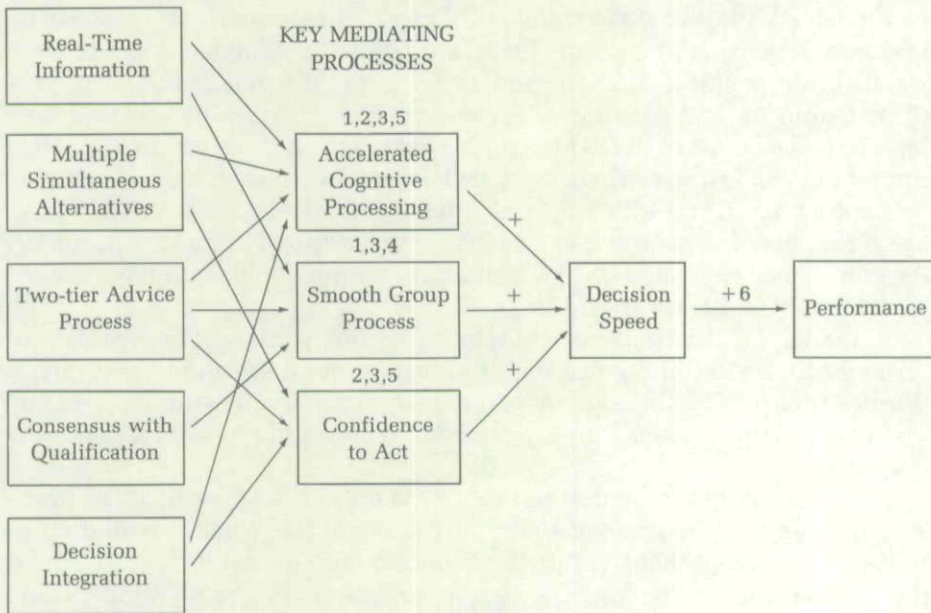 Real-Time
Information
KEY MEDIATING
PROCESSES
1,2,3,5
Multiple
Simultaneous
Alternatives
Accelerated
Cognitive
Processing
+
1,3,4
Two-tier Advice
Process
Smooth Group
Process
+
Decision
Speed
+6
Performance
2,3,5
+
Consensus with
Qualification
Confidence
to Act
Decision
Integration